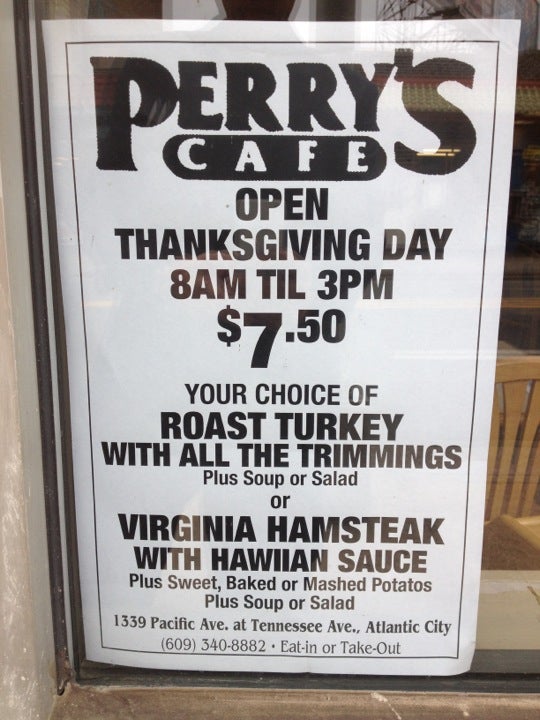 PERRY'S
CAFE
OPEN
THANKSGIVING DAY
8AM TIL 3PM
$7.50
YOUR CHOICE OF
ROAST TURKEY
WITH ALL THE TRIMMINGS
Plus Soup or Salad
or
VIRGINIA HAMSTEAK
WITH HAWIIAN SAUCE
Plus Sweet, Baked or Mashed Potatos
Plus Soup or Salad
1339 Pacific Ave. at Tennessee Ave., Atlantic City
(609) 340-8882 • Eat-in or Take-Out